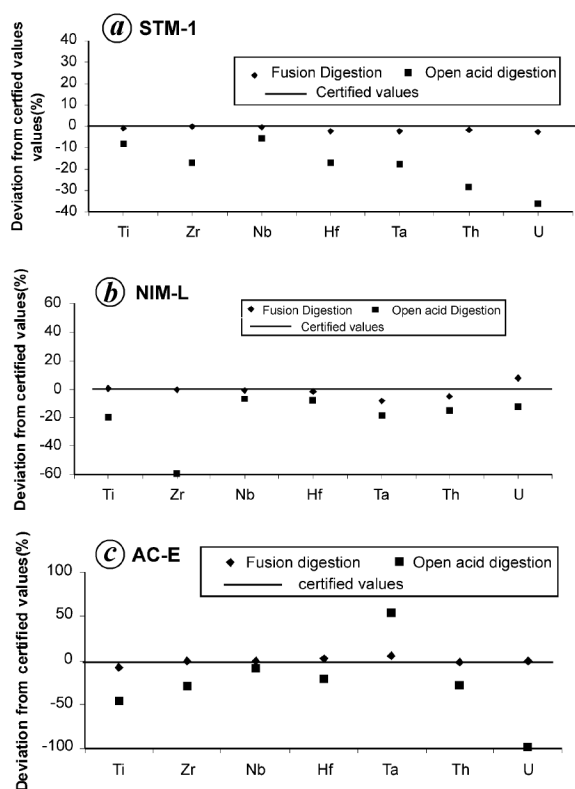 a STM-1
Deviation from certfied values
values(%)
40
30
20
10
0
-10
-20
-30
-40
Fusion Digestion Open acid digestion
Certified values
Ti Zr Nb Hf Ta Th U
b NIM-L
Deviation from certified values(%)
60
40
20
0
-20
-40
-60
Fusion Digestion Open acid Digestion
Certified values
Ti Zr Nb Hf Ta Th U
c AC-E
Deviation from certified values(%)
100
50
0
-50
-100
Fusion digestion Open acid digestion
certified values
Ti Zr Nb Hf Ta Th U